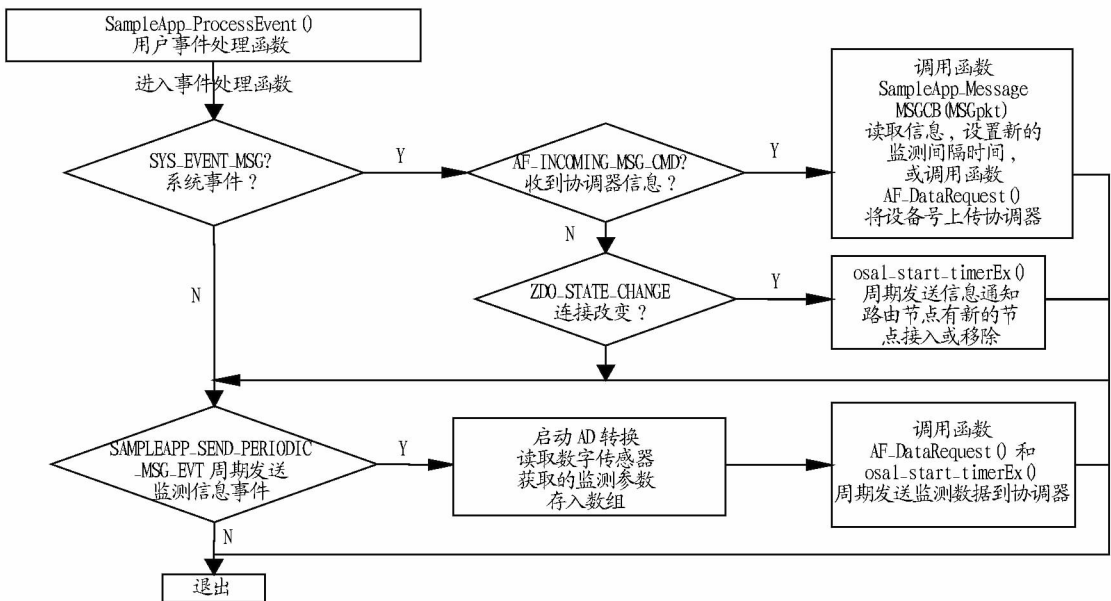 SampleApp_ProcessEvent()
用户事件处理函数
进入事件处理函数
SYS_EVENT_MSG?
系统事件?
Y
AF_INCOMING_MSG_CMD?
收到协调器信息?
Y
调用函数
SampleApp_Message
MSGCB(MSGpkt)
读取信息,设置新的
监测间隔时间,
或调用函数
AF_DataRequest()
将设备号上传协调器
N
N
ZDO_STATE_CHANGE
连接改变?
Y
osal_start_timerEx()
周期发送信息通知
路由节点有新的节
点接入或移除
SAMPLEAPP_SEND_PERIODIC
_MSG_EVT 周期发送
监测信息事件
Y
启动 AD 转换
读取数字传感器
获取的监测参数
存入数组
调用函数
AF_DataRequest() 和
osal_start_timerEx()
周期发送监测数据到协调器
N
退出